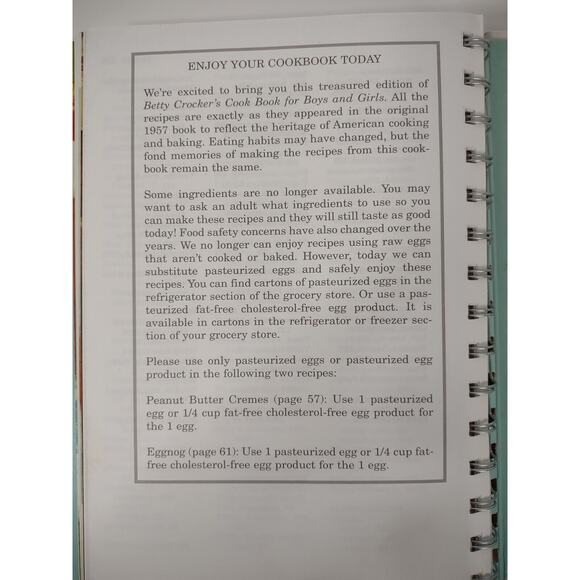 ENJOY YOUR COOKBOOK TODAY
We're excited to bring you this treasured edition of
Betty Crocker's Cook Book for Boys and Girls. All the
recipes are exactly as they appeared in the original
1957 book to reflect the heritage of American cooking
and baking. Eating habits may have changed, but the
fond memories of making the recipes from this cook-
book remain the same.
Some ingredients are no longer available. You may
want to ask an adult what ingredients to use so you
can make these recipes and they will still taste as good
today! Food safety concerns have also changed over the
years. We no longer can enjoy recipes using raw eggs
that aren't cooked or baked. However, today we can
substitute pasteurized eggs and safely enjoy these
recipes. You can find cartons of pasteurized eggs in the
refrigerator section of the grocery store. Or use a pas-
teurized fat-free cholesterol-free egg product. It is
available in cartons in the refrigerator or freezer sec-
tion of your grocery store.
Please use only pasteurized eggs or pasteurized egg
product in the following two recipes:
Peanut Butter Cremes (page 57): Use 1 pasteurized
egg or 1/4 cup fat-free cholesterol-free egg product for
the 1 egg.
Eggnog (page 61): Use 1 pasteurized egg or 1/4 cup fat-
free cholesterol-free egg product for the 1 egg.